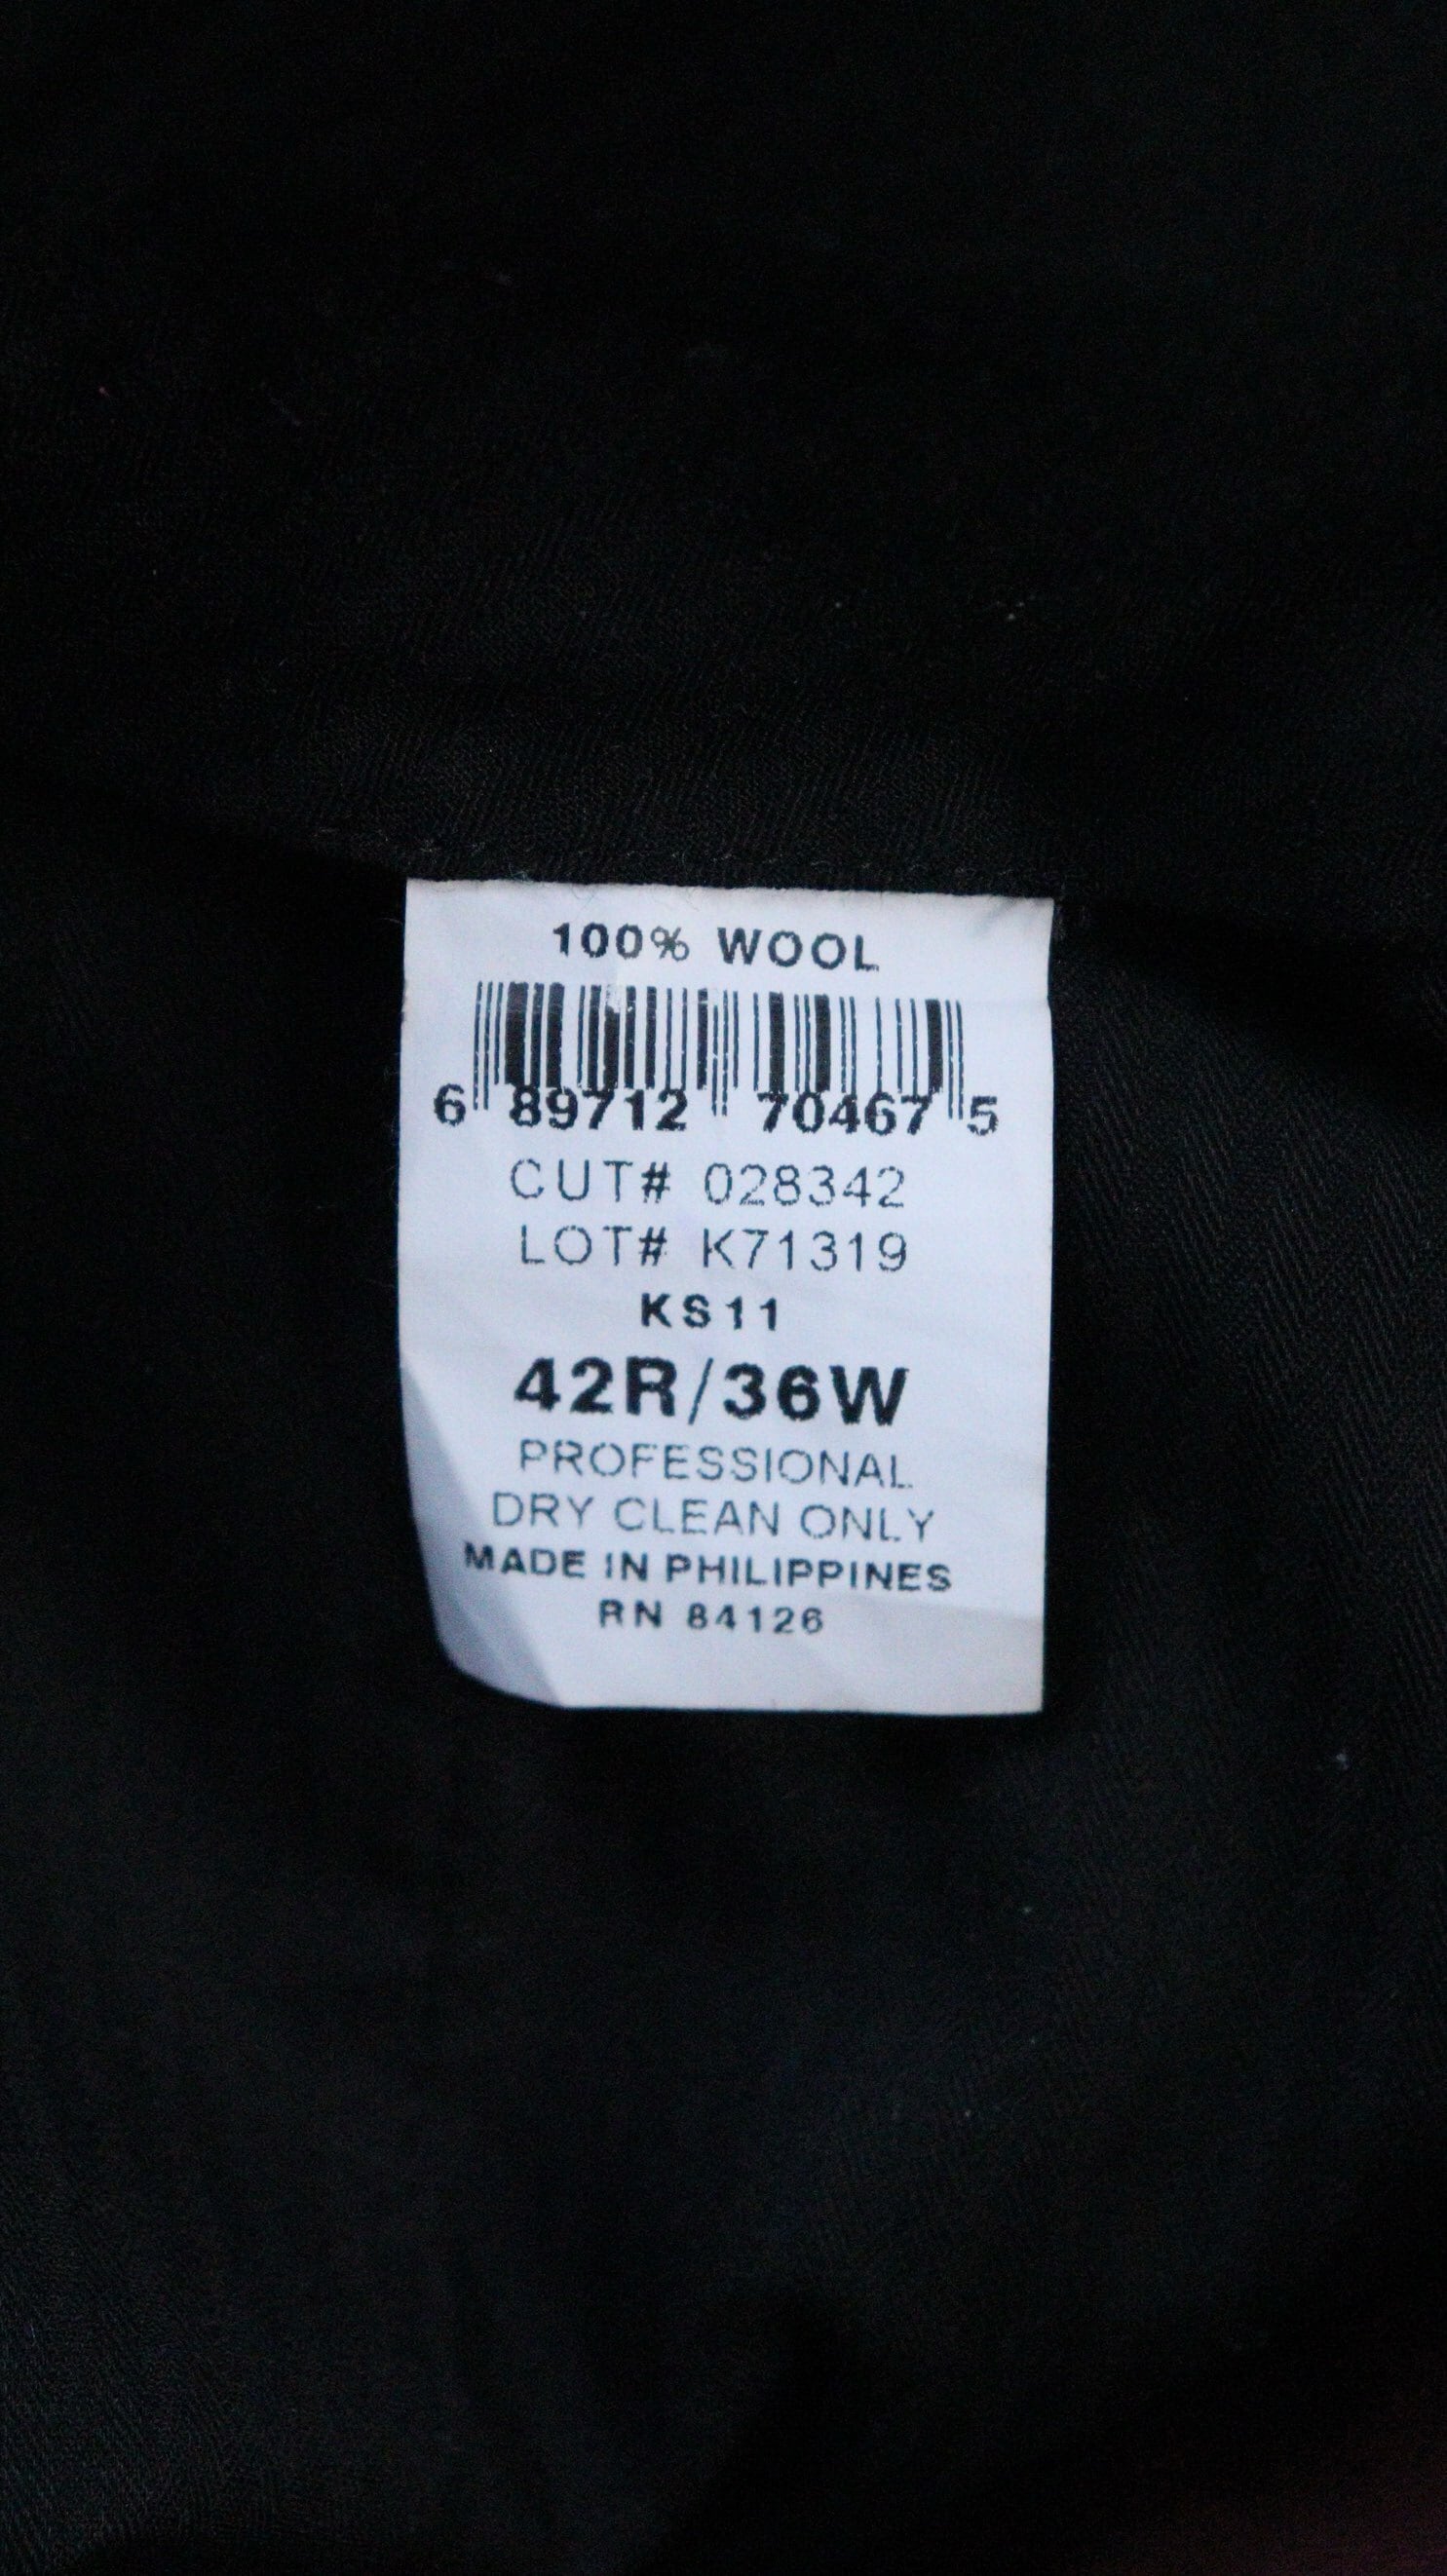 100% WOOL
6 89712 70467 5
CUT# 028342
LOT# K71319
KS11
42R/36W
PROFESSIONAL
DRY CLEAN ONLY
MADE IN PHILIPPINES
RN 84126